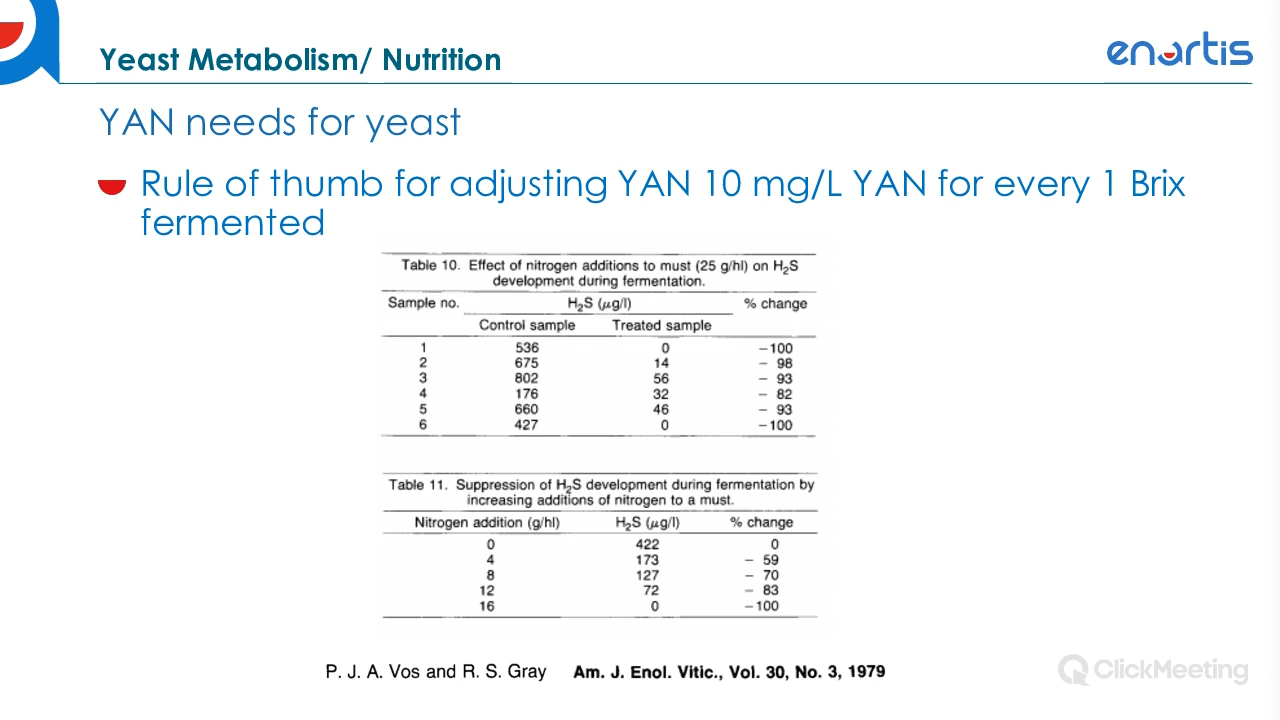 Yeast Metabolism/ Nutrition
enartis
YAN needs for yeast
Rule of thumb for adjusting YAN 10 mg/L YAN for every 1 Brix
fermented
Table 10. Effect of nitrogen additions to must (25 g/hl) on H₂S
development during fermentation.
Sample no. H₂S (μg/l) % change
Control sample Treated sample
1 536 0 −100
2 675 14 − 98
3 802 56 − 93
4 176 32 − 82
5 660 46 − 93
6 427 0 −100
Table 11. Suppression of H₂S development during fermentation by
increasing additions of nitrogen to a must.
Nitrogen addition (g/hl) H₂S (μg/l) % change
0 422 0
4 173 − 59
8 127 − 70
12 72 − 83
16 0 −100
P. J. A. Vos and R. S. Gray Am. J. Enol. Vitic., Vol. 30, No. 3, 1979
ClickMeeting